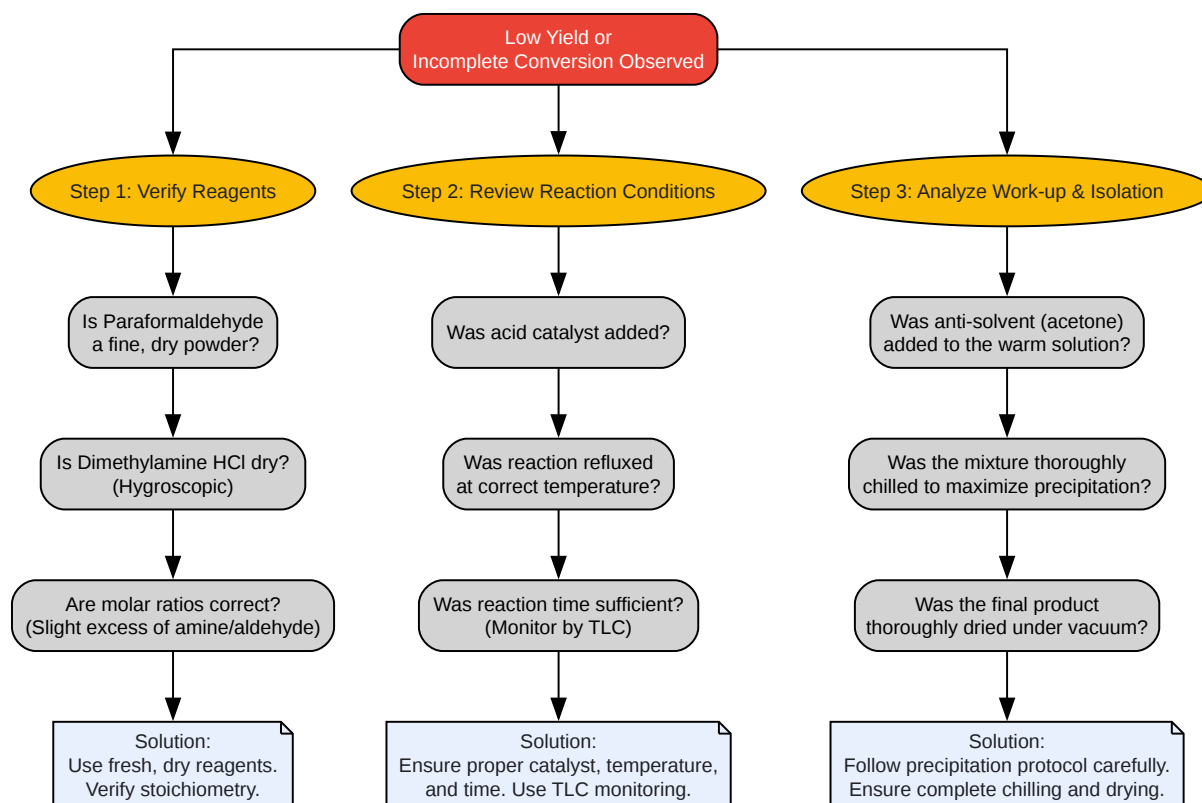 Low Yield or
Incomplete Conversion Observed
Step 1: Verify Reagents
Is Paraformaldehyde
a fine, dry powder?
Is Dimethylamine HCl dry?
(Hygroscopic)
Are molar ratios correct?
(Slight excess of amine/aldehyde)
Solution:
Use fresh, dry reagents.
Verify stoichiometry.
Step 2: Review Reaction Conditions
Was acid catalyst added?
Was reaction refluxed
at correct temperature?
Was reaction time sufficient?
(Monitor by TLC)
Solution:
Ensure proper catalyst, temperature,
and time. Use TLC monitoring.
Step 3: Analyze Work-up & Isolation
Was anti-solvent (acetone)
added to the warm solution?
Was the mixture thoroughly
chilled to maximize precipitation?
Was the final product
thoroughly dried under vacuum?
Solution:
Follow precipitation protocol carefully.
Ensure complete chilling and drying.